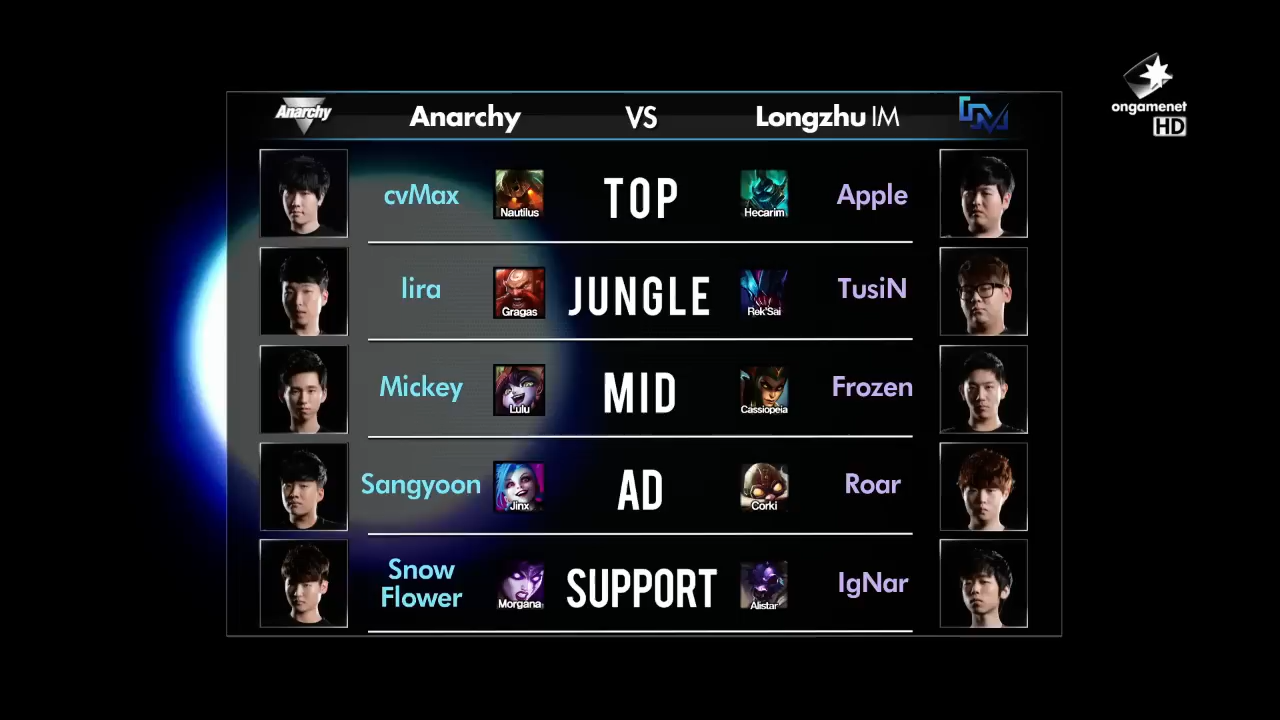 ongamenet
HD
Anarchy
Anarchy
VS
Longzhu IM
cvMax
Nautilus
TOP
Hecarim
Apple
lira
Gragas
JUNGLE
Rek'Sai
TusiN
Mickey
Lulu
MID
Cassiopeia
Frozen
Sangyoon
Jinx
AD
Corki
Roar
Snow
Flower
Morgana
SUPPORT
Alistar
IgNar